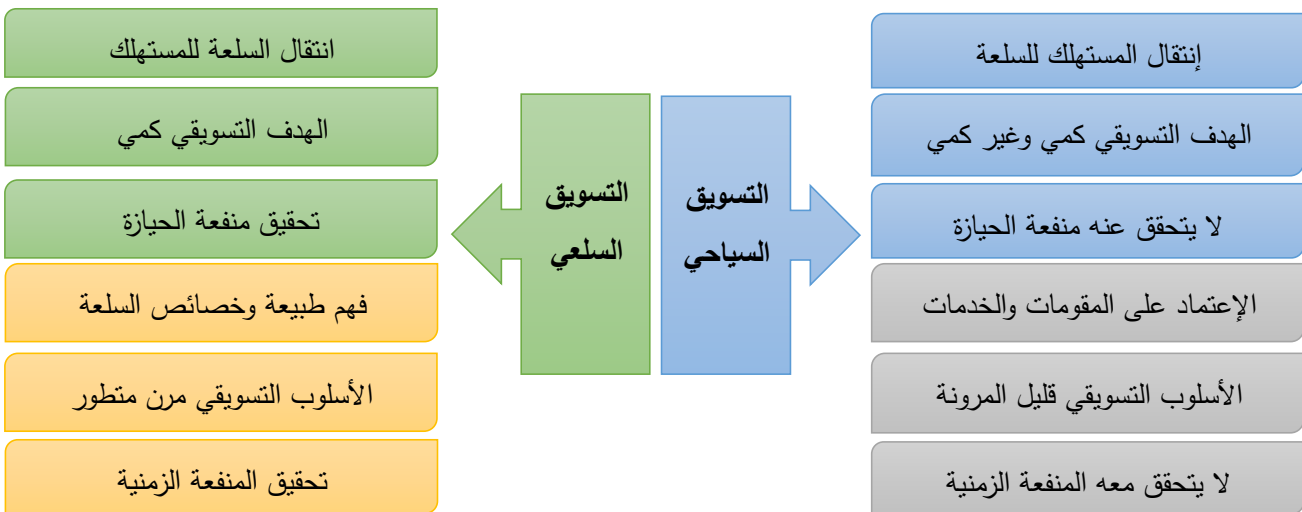 إنتقال المستهلك للسلعة
الهدف التسويقي كمي وغير كمي
لا يتحقق عنه منفعة الحيازة
الإعتماد على المقومات والخدمات
الأسلوب التسويقي قليل المرونة
لا يتحقق معه المنفعة الزمنية
التسويق
السياحي
التسويق
السلعي
انتقال السلعة للمستهلك
الهدف التسويقي كمي
تحقيق منفعة الحيازة
فهم طبيعة وخصائص السلعة
الأسلوب التسويقي مرن متطور
تحقيق المنفعة الزمنية